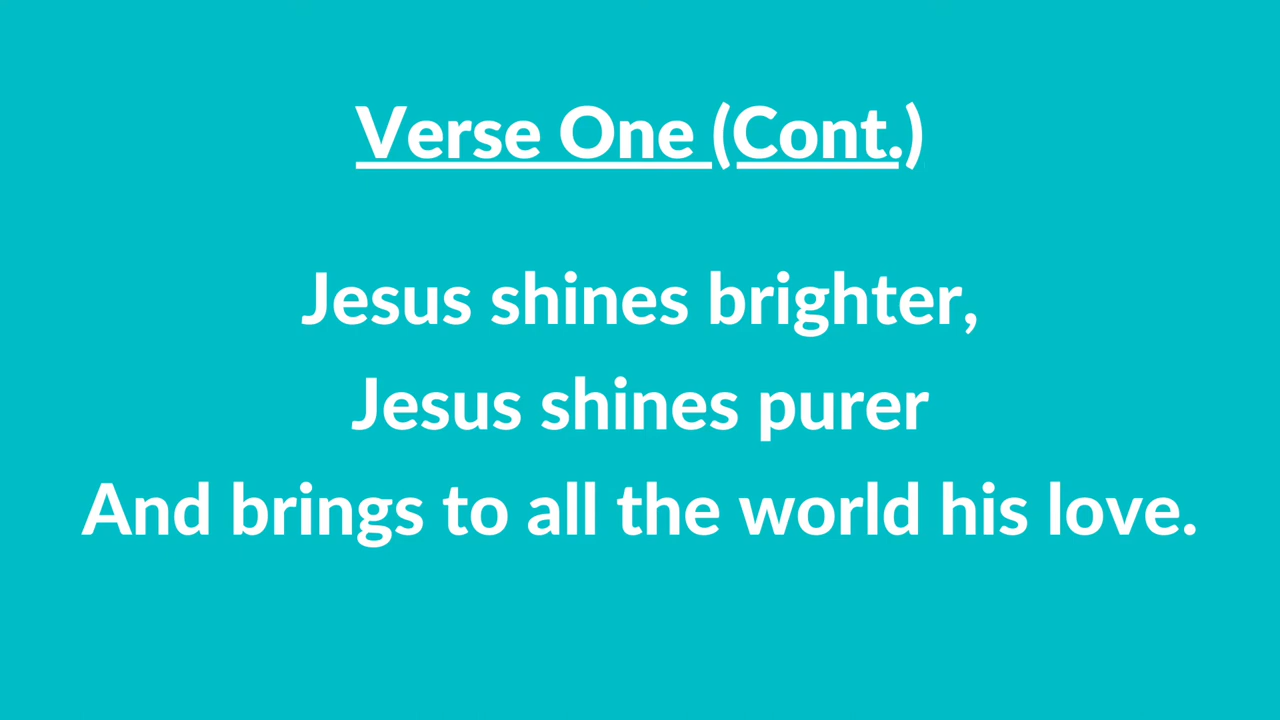 Verse One (Cont.)
Jesus shines brighter,
Jesus shines purer
And brings to all the world his love.